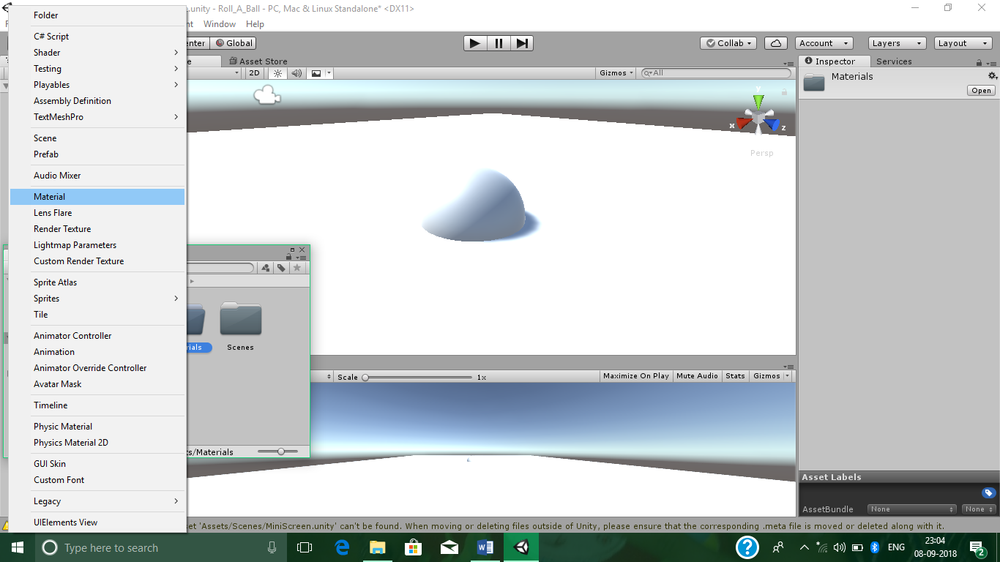 e.unity - Roll_A_Ball - PC, Mac & Linux Standalone* <DX11>
nt Window Help
enter Global
Collab
Account
Layers
Layout
Folder
C# Script
Shader
Testing
Playables
Assembly Definition
TextMeshPro
Scene
Prefab
Audio Mixer
Material
Lens Flare
Render Texture
Lightmap Parameters
Custom Render Texture
Sprite Atlas
Sprites
Tile
Animator Controller
Animation
Animator Override Controller
Avatar Mask
Timeline
Physic Material
Physics Material 2D
GUI Skin
Custom Font
Legacy
UIElements View
e Asset Store
2D
Gizmos
All
y
x
z
Persp
rials
Scenes
ts/Materials
Scale 1x
Maximize On Play Mute Audio Stats Gizmos
Inspector Services
Materials
Open
Asset Labels
AssetBundle None None
et 'Assets/Scenes/MiniScreen.unity' can't be found. When moving or deleting files outside of Unity, please ensure that the corresponding .meta file is moved or deleted along with it.
Type here to search
W
?
ENG
23:04
08-09-2018
2